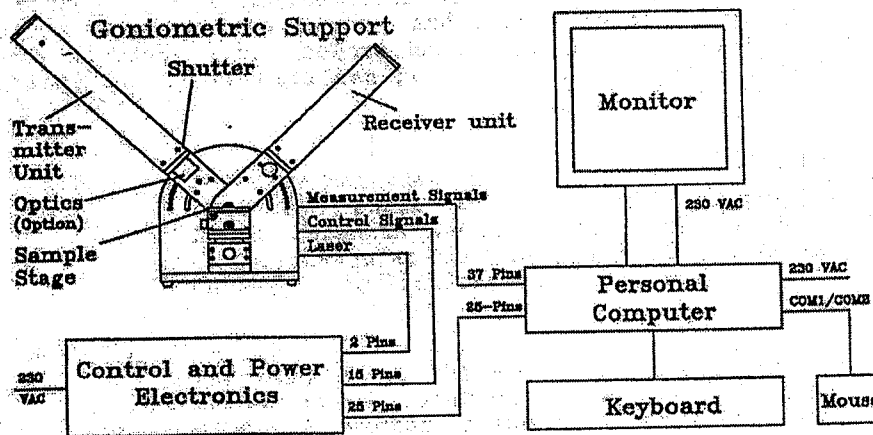 Goniometric Support
Shutter
Trans-
mitter
Unit
Receiver unit
Optics
(Option)
Sample
Stage
Measurement Signals
Control Signals
Laser
Monitor
230 VAC
37 Pins
25-Pins
Personal
Computer
230 VAC
COM1/COM2
2 Pins
15 Pins
25 Pins
230
VAC
Control and Power
Electronics
Keyboard
Mouse